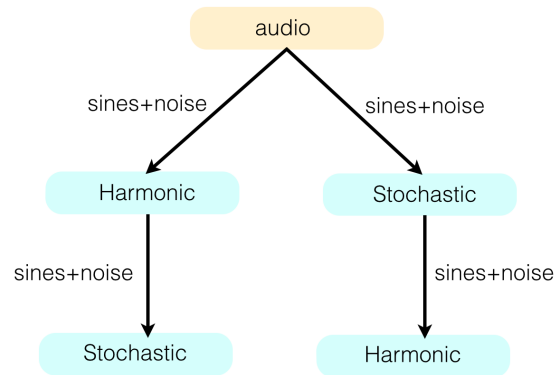 audio
sines+noise
sines+noise
Harmonic
Stochastic
sines+noise
sines+noise
Stochastic
Harmonic